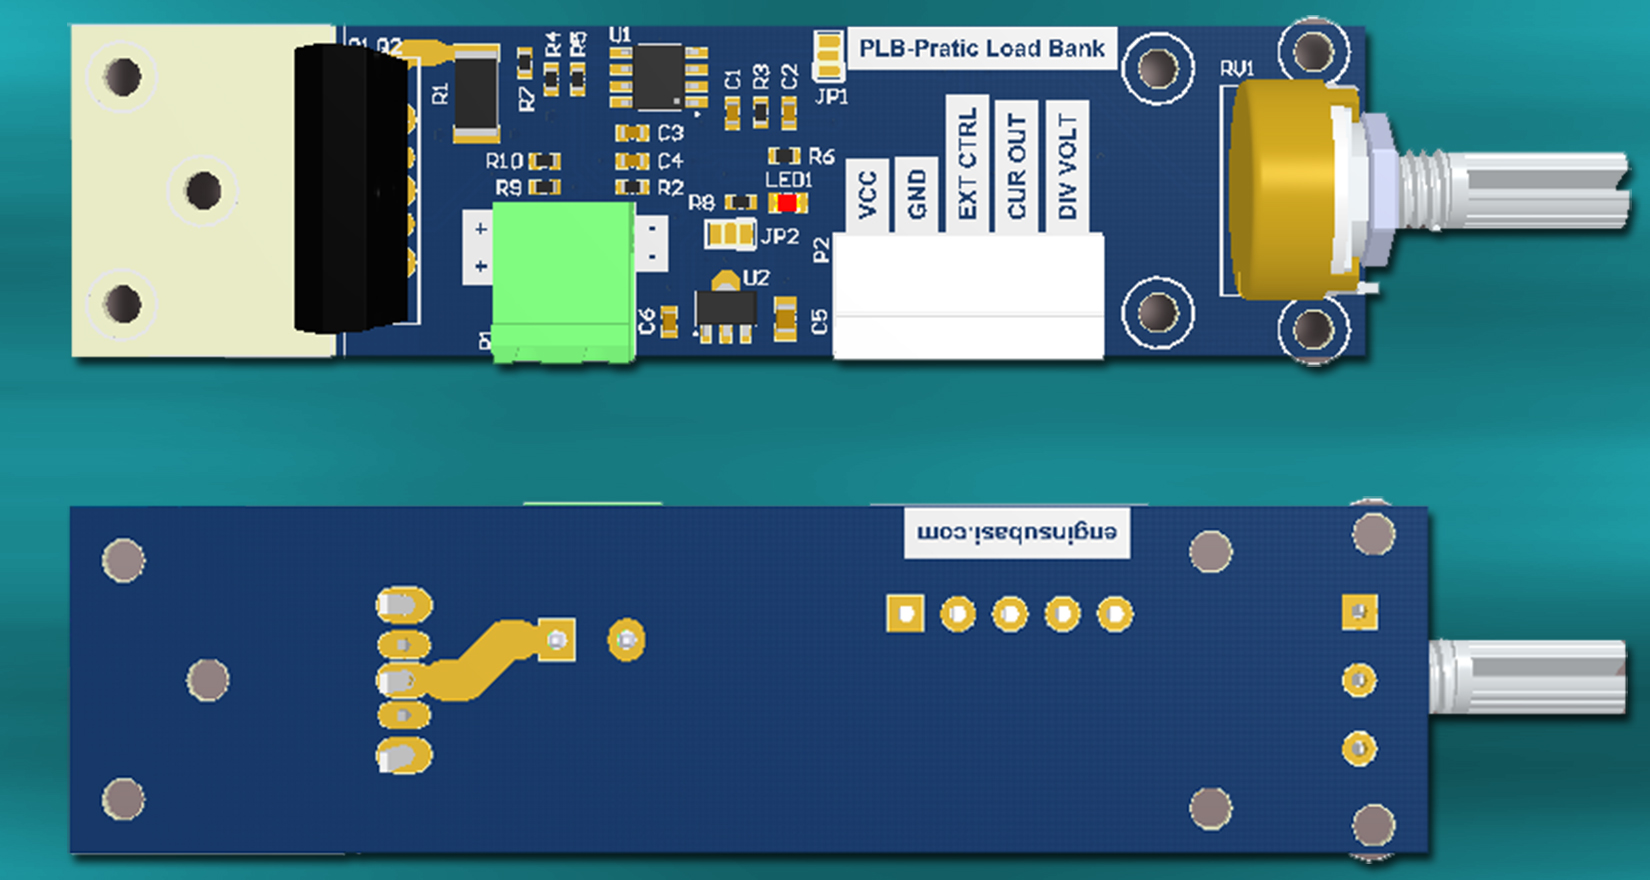 Q2
R4
R5
U1
PLB-Pratic Load Bank
RV1
R1
R7
C1
R3
C2
JP1
C3
R10
C4
R6
R9
R2
LED1
R8
JP2
VCC
GND
EXT CTRL
CUR OUT
DIV VOLT
+
-
+
-
P2
U2
C6
C5
enginsubasi.com